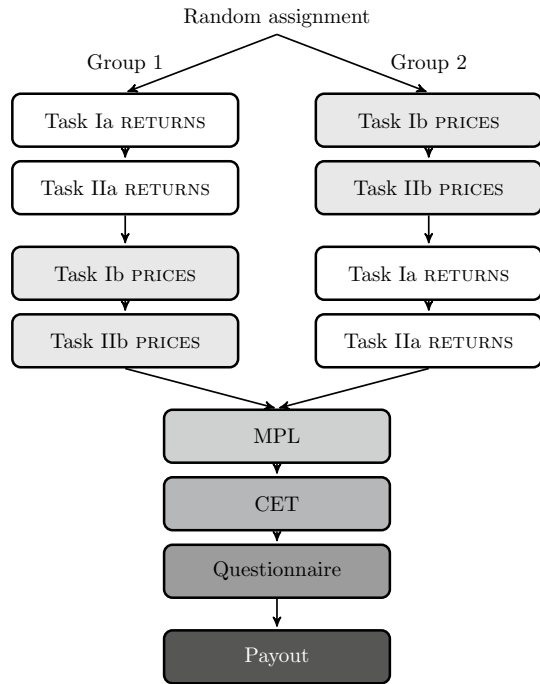 Random assignment
Group 1
Group 2
Task Ia RETURNS
Task IIa RETURNS
Task Ib PRICES
Task IIb PRICES
Task Ib PRICES
Task IIb PRICES
Task Ia RETURNS
Task IIa RETURNS
MPL
CET
Questionnaire
Payout